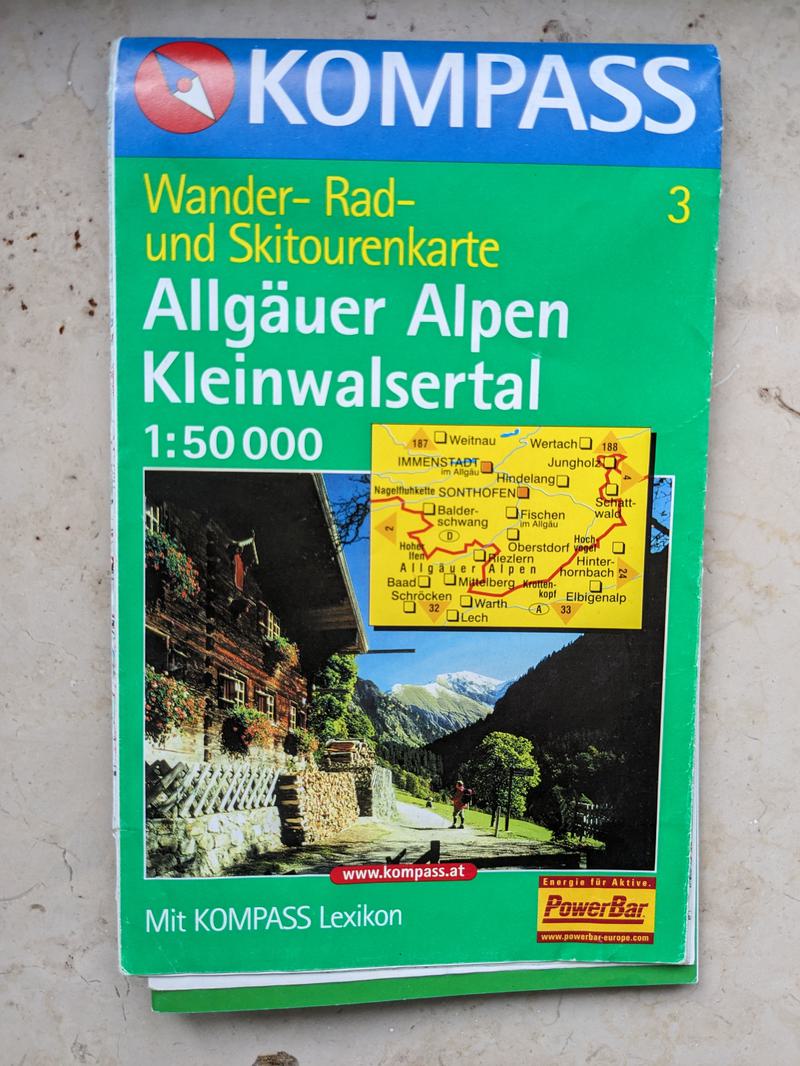 KOMPASS
Wander- Rad-
und Skitourenkarte
3
Allgäuer Alpen
Kleinwalsertal
1:50 000
187
Weitnau
Wertach
188
IMMENSTADT
im Allgäu
Jungholz
Hindelang
4
Nagelfluhkette
SONTHOFEN
Schatt-
wald
Balder-
schwang
Fischen
im Allgäu
2
D
Hoher
Ifen
Oberstdorf
Hoch-
vogel
Riezlern
Hinter-
hornbach
24
Allgäuer Alpen
Baad
Mittelberg
Krotten-
kopf
Elbigenalp
Schröcken
32
Warth
A
33
Lech
www.kompass.at
Mit KOMPASS Lexikon
Energie für Aktive.
PowerBar
www.powerbar-europe.com